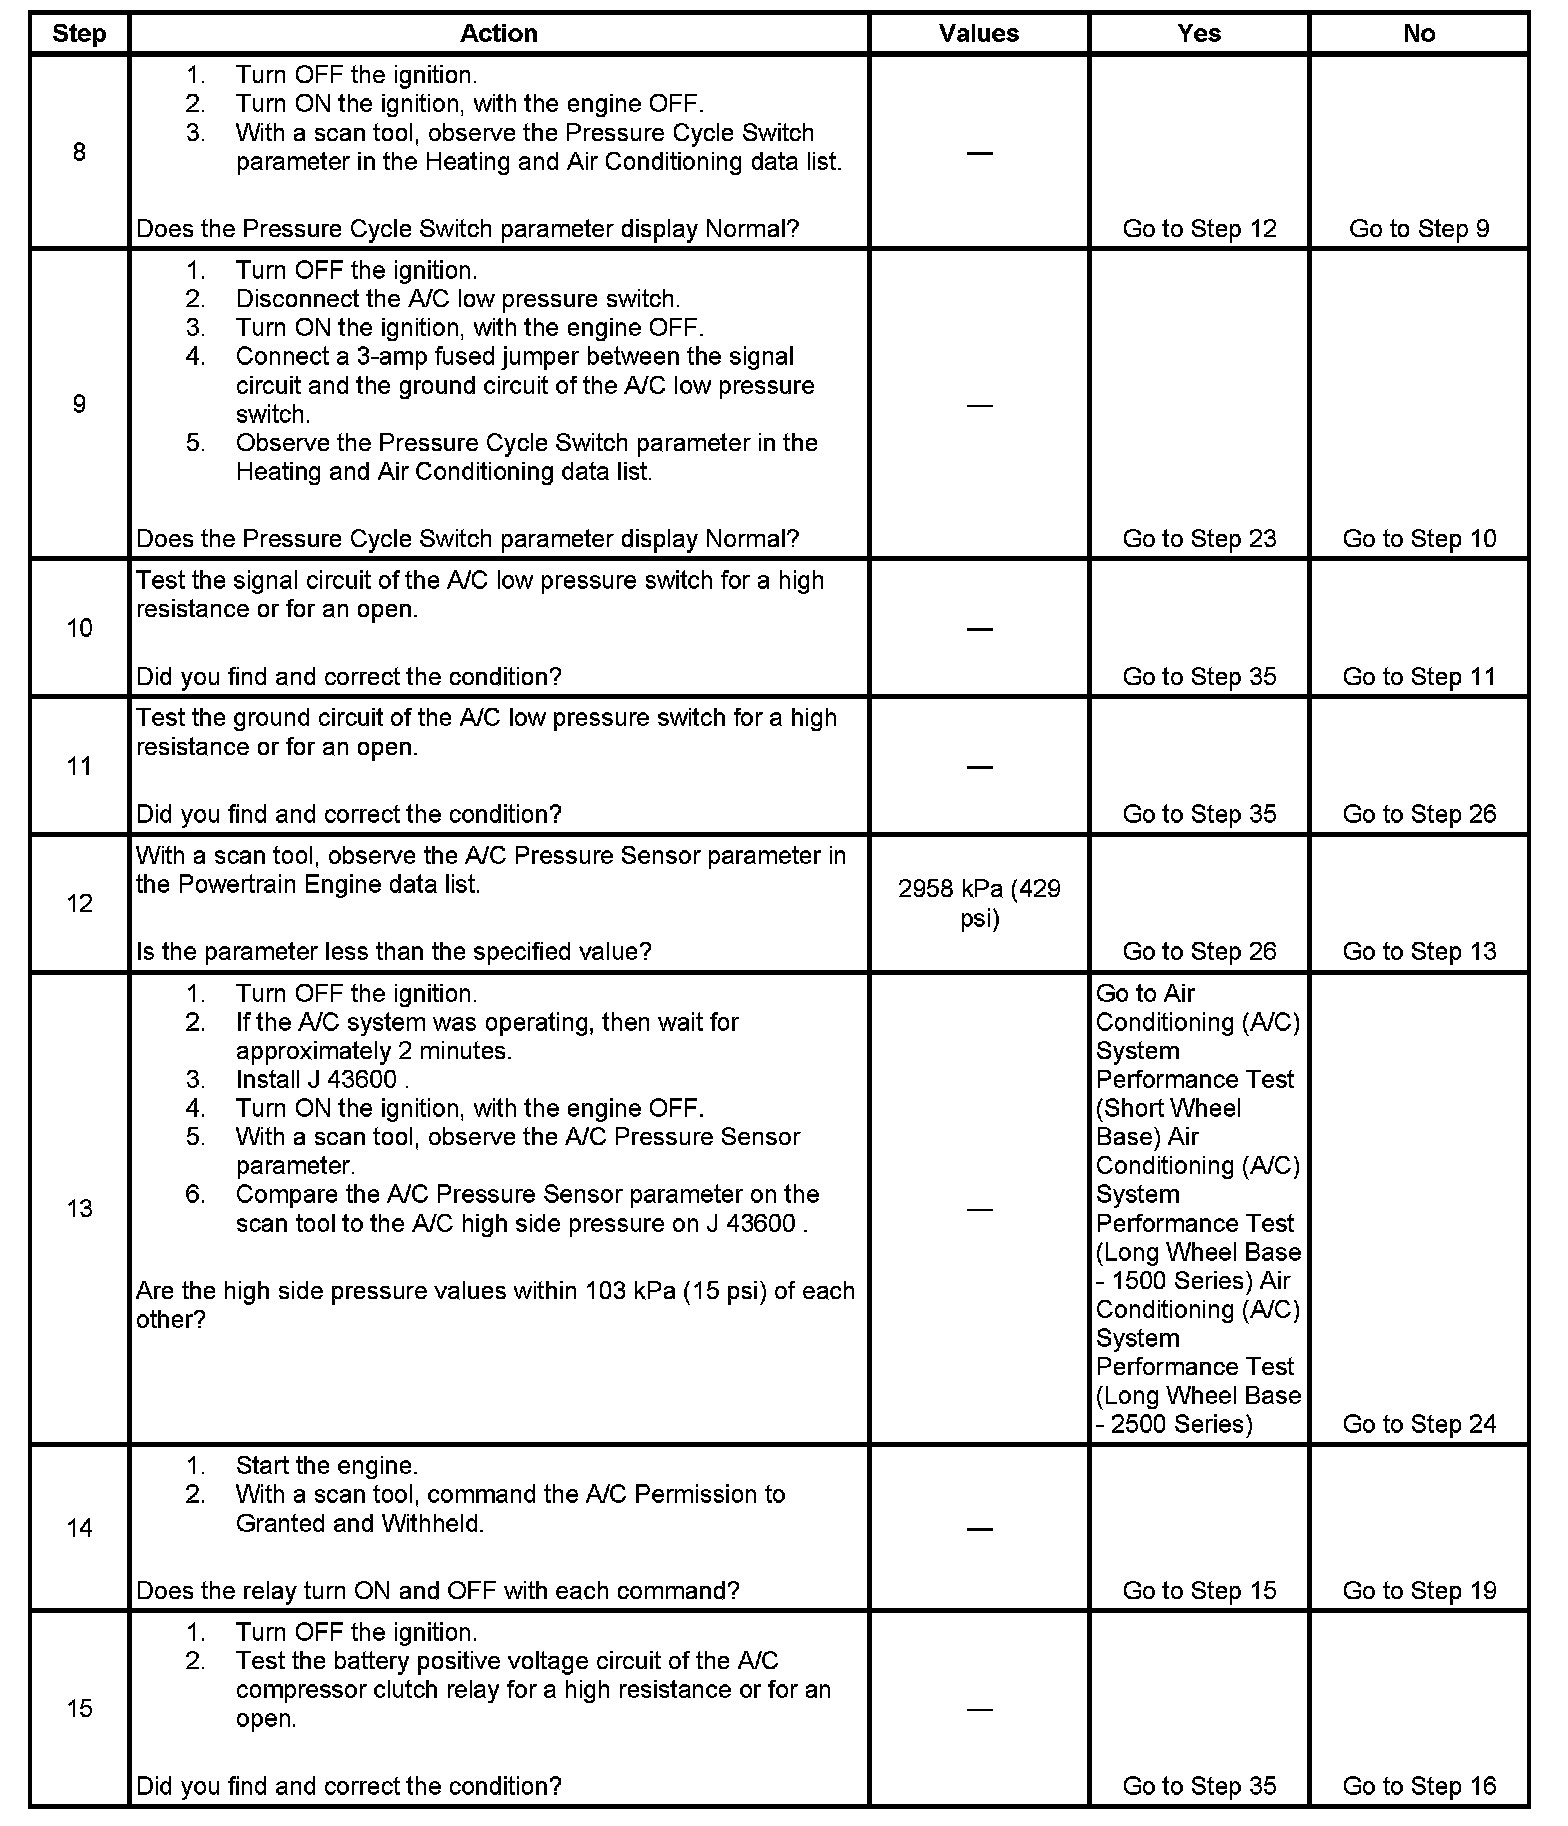 Step Action Values Yes No
8
1. Turn OFF the ignition.
2. Turn ON the ignition, with the engine OFF.
3. With a scan tool, observe the Pressure Cycle Switch
parameter in the Heating and Air Conditioning data list.
Does the Pressure Cycle Switch parameter display Normal?
—
Go to Step 12
Go to Step 9
9
1. Turn OFF the ignition.
2. Disconnect the A/C low pressure switch.
3. Turn ON the ignition, with the engine OFF.
4. Connect a 3-amp fused jumper between the signal
circuit and the ground circuit of the A/C low pressure
switch.
5. Observe the Pressure Cycle Switch parameter in the
Heating and Air Conditioning data list.
Does the Pressure Cycle Switch parameter display Normal?
—
Go to Step 23
Go to Step 10
10
Test the signal circuit of the A/C low pressure switch for a high
resistance or for an open.
Did you find and correct the condition?
—
Go to Step 35
Go to Step 11
11
Test the ground circuit of the A/C low pressure switch for a high
resistance or for an open.
Did you find and correct the condition?
—
Go to Step 35
Go to Step 26
12
With a scan tool, observe the A/C Pressure Sensor parameter in
the Powertrain Engine data list.
Is the parameter less than the specified value?
2958 kPa (429
psi)
Go to Step 26
Go to Step 13
13
1. Turn OFF the ignition.
2. If the A/C system was operating, then wait for
approximately 2 minutes.
3. Install J 43600 .
4. Turn ON the ignition, with the engine OFF.
5. With a scan tool, observe the A/C Pressure Sensor
parameter.
6. Compare the A/C Pressure Sensor parameter on the
scan tool to the A/C high side pressure on J 43600 .
Are the high side pressure values within 103 kPa (15 psi) of each
other?
—
Go to Air
Conditioning (A/C)
System
Performance Test
(Short Wheel
Base) Air
Conditioning (A/C)
System
Performance Test
(Long Wheel Base
- 1500 Series) Air
Conditioning (A/C)
System
Performance Test
(Long Wheel Base
- 2500 Series)
Go to Step 24
14
1. Start the engine.
2. With a scan tool, command the A/C Permission to
Granted and Withheld.
Does the relay turn ON and OFF with each command?
—
Go to Step 15
Go to Step 19
15
1. Turn OFF the ignition.
2. Test the battery positive voltage circuit of the A/C
compressor clutch relay for a high resistance or for an
open.
Did you find and correct the condition?
—
Go to Step 35
Go to Step 16